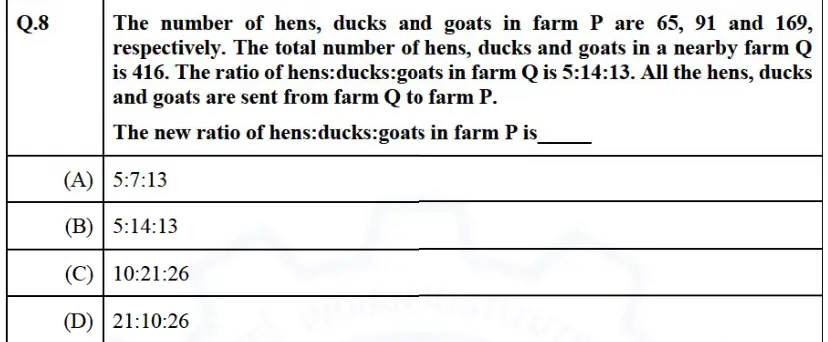 Q.8
The number of hens, ducks and goats in farm P are 65, 91 and 169,
respectively. The total number of hens, ducks and goats in a nearby farm Q
is 416. The ratio of hens:ducks:goats in farm Q is 5:14:13. All the hens, ducks
and goats are sent from farm Q to farm P.
The new ratio of hens:ducks:goats in farm P is_____
(A) 5:7:13
(B) 5:14:13
(C) 10:21:26
(D) 21:10:26